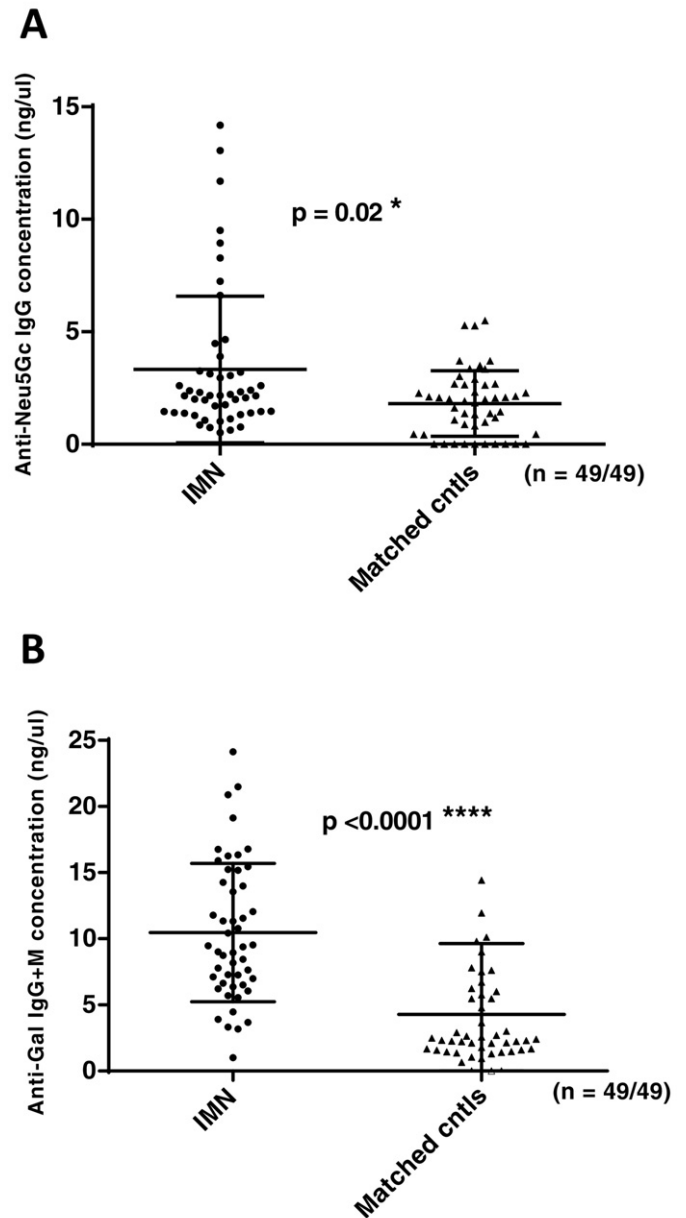 A
Anti-Neu5Gc IgG concentration (ng/ul)
15
10
5
0
p = 0.02 *
IMN
Matched cntls
(n = 49/49)
B
Anti-Gal IgG+M concentration (ng/ul)
25
20
15
10
5
0
p <0.0001 ****
IMN
Matched cntls
(n = 49/49)